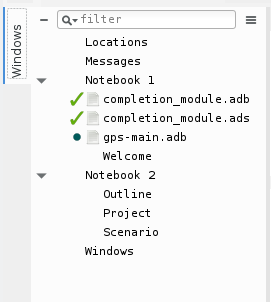 Windows
filter
Locations
Messages
Notebook 1
completion_module.adb
completion_module.ads
gps-main.adb
Welcome
Notebook 2
Outline
Project
Scenario
Windows